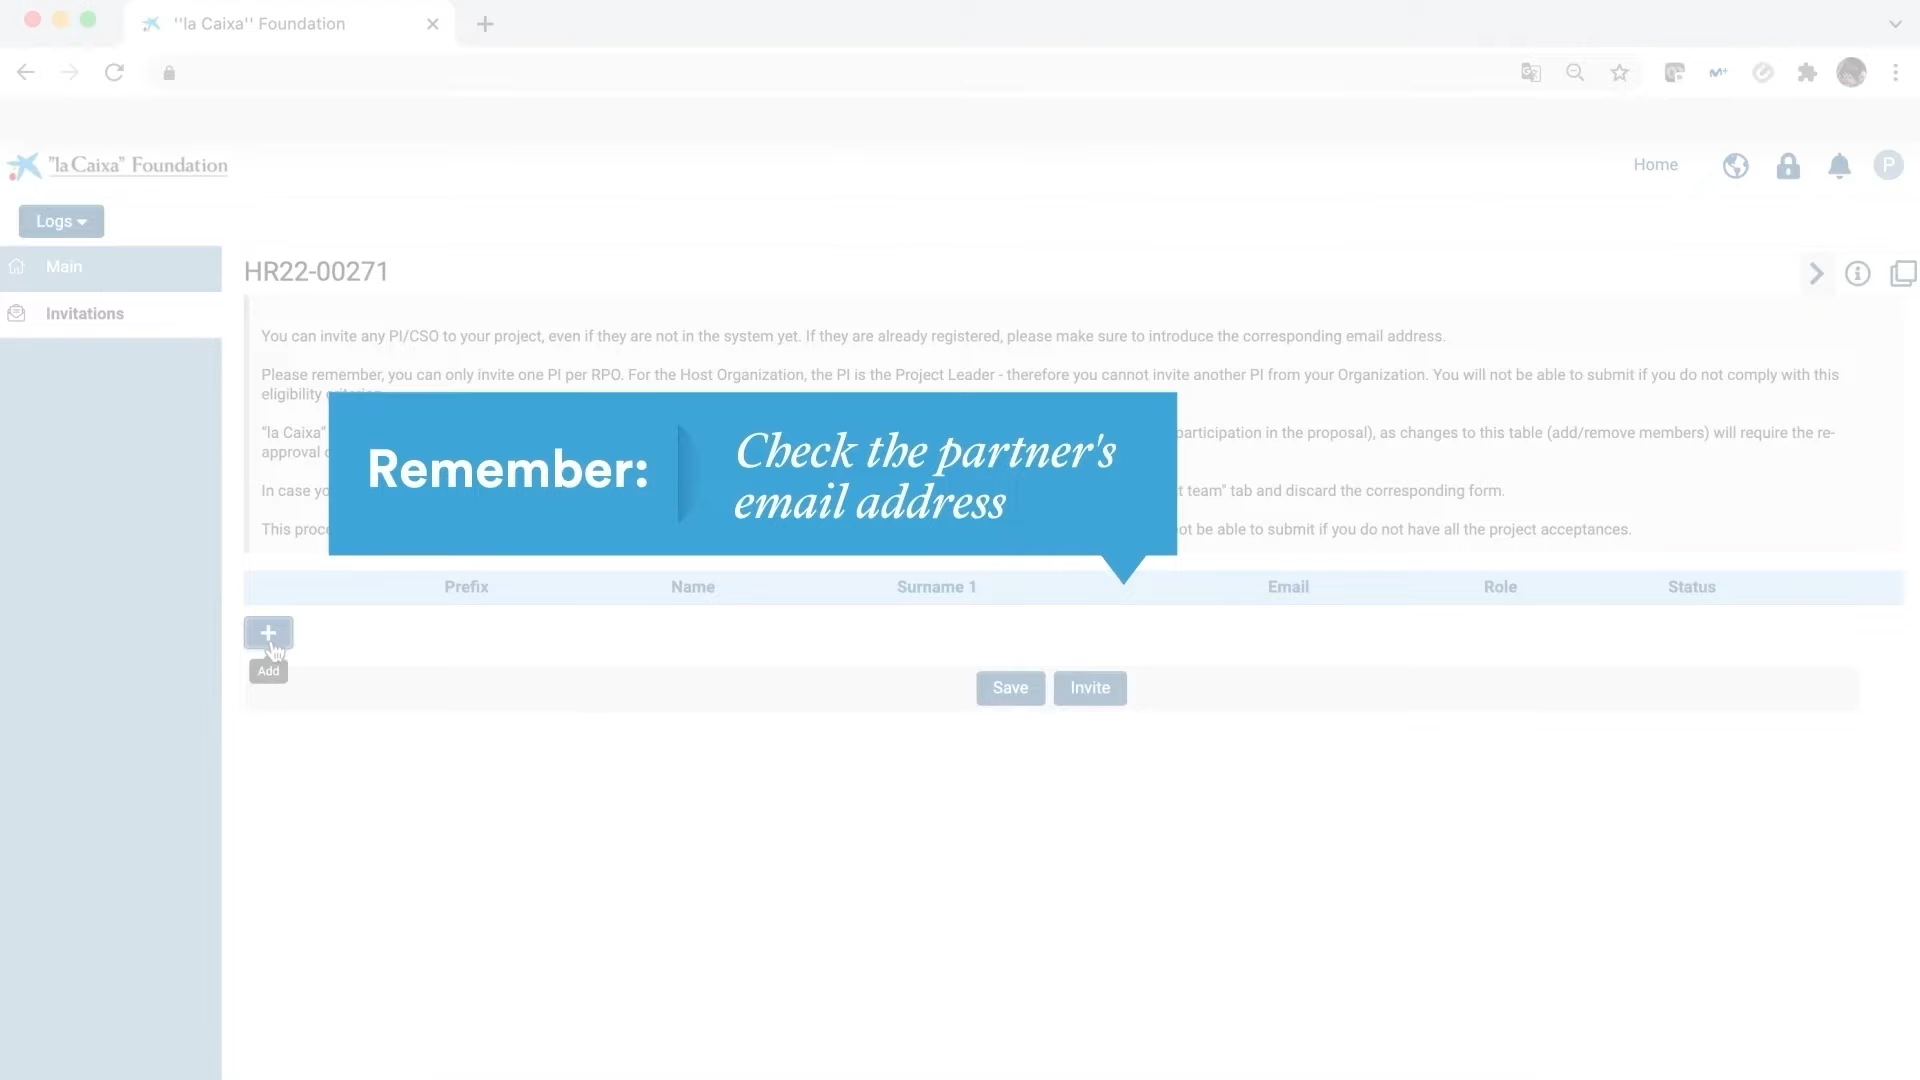 ''la Caixa'' Foundation
"la Caixa" Foundation
Home
P
Logs
Main
Invitations
HR22-00271
You can invite any PI/CSO to your project, even if they are not in the system yet. If they are already registered, please make sure to introduce the corresponding email address.
Please remember, you can only invite one PI per RPO. For the Host Organization, the PI is the Project Leader - therefore you cannot invite another PI from your Organization. You will not be able to submit if you do not comply with this
eligibility
"la Caixa" participation in the proposal), as changes to this table (add/remove members) will require the re-
approval
In case team" tab and discard the corresponding form.
This be able to submit if you do not have all the project acceptances.
Remember:
Check the partner's
email address
Prefix Name Surname 1 Email Role Status
+
Add
Save Invite